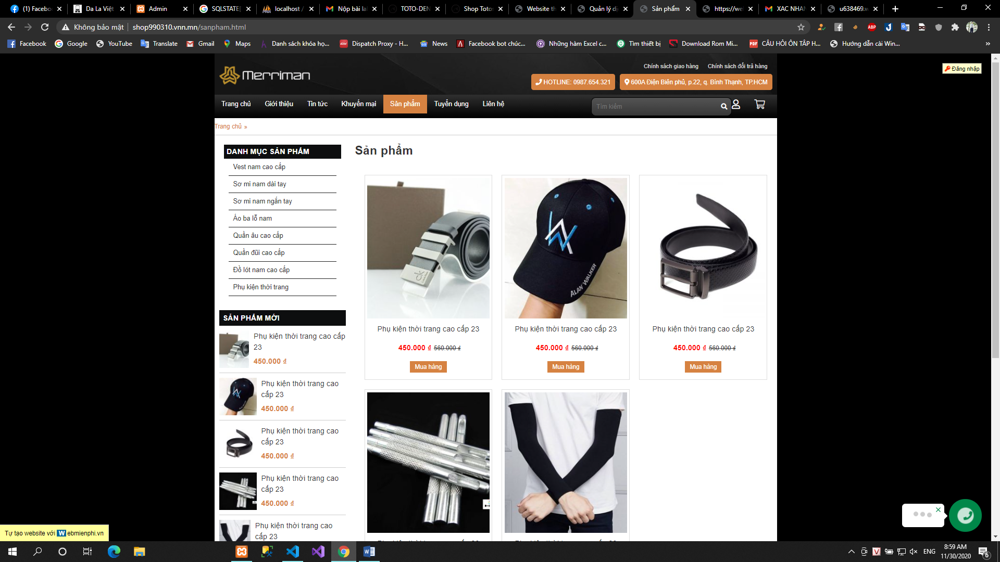 (1) Faceboo
Da La Việt
Admin
SQLSTATE[
localhost /
Nộp bài la
TOTO-DEN
Shop Toto
Website th
Quản lý dị
Sản phẩm
https://we
XAC NHAN
u638469.w
Không bảo mật
shop990310.vnn.mn/sanpham.html
ABP
Facebook
Google
YouTube
Translate
Gmail
Maps
Danh sách khóa họ...
Dispatch Proxy - H...
News
Facebook bot chúc...
Những hàm Excel c...
Tìm thiết bị
Download Rom Mi...
CÂU HỎI ÔN TẬP H...
Hướng dẫn cài Win...
»
Merriman
Chính sách giao hàng
Chính sách đổi trả hàng
HOTLINE: 0987.654.321
600A Điện Biên phủ, p.22, q. Bình Thạnh, TP.HCM
Đăng nhập
Trang chủ
Giới thiệu
Tin tức
Khuyến mại
Sản phẩm
Tuyển dụng
Liên hệ
Tìm kiếm
Trang chủ »
DANH MỤC SẢN PHẨM
Vest nam cao cấp
Sơ mi nam dài tay
Sơ mi nam ngắn tay
Áo ba lỗ nam
Quần âu cao cấp
Quần đũi cao cấp
Đồ lót nam cao cấp
Phụ kiện thời trang
SẢN PHẨM MỚI
Phụ kiện thời trang cao cấp
23
450.000 ₫
Phụ kiện thời trang cao
cấp 23
450.000 ₫
Phụ kiện thời trang cao
cấp 23
450.000 ₫
Phụ kiện thời trang cao
cấp 23
450.000 ₫
Phụ kiện thời trang cao
cấp 23
Sản phẩm
ck
ALAN WALKER
Phụ kiện thời trang cao cấp 23
450.000 ₫ 560.000 ₫
Mua hàng
Phụ kiện thời trang cao cấp 23
450.000 ₫ 560.000 ₫
Mua hàng
Phụ kiện thời trang cao cấp 23
450.000 ₫ 560.000 ₫
Mua hàng
Tự tạo website với Webmienphi.vn
ENG
8:59 AM
11/30/2020
6